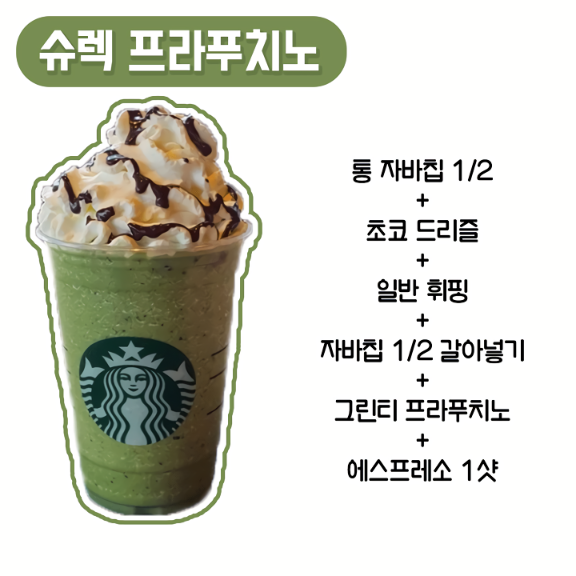 슈렉 프라푸치노
통 자바칩 1/2
+
초코 드리즐
+
일반 휘핑
+
자바칩 1/2 갈아넣기
+
그린티 프라푸치노
+
에스프레소 1샷